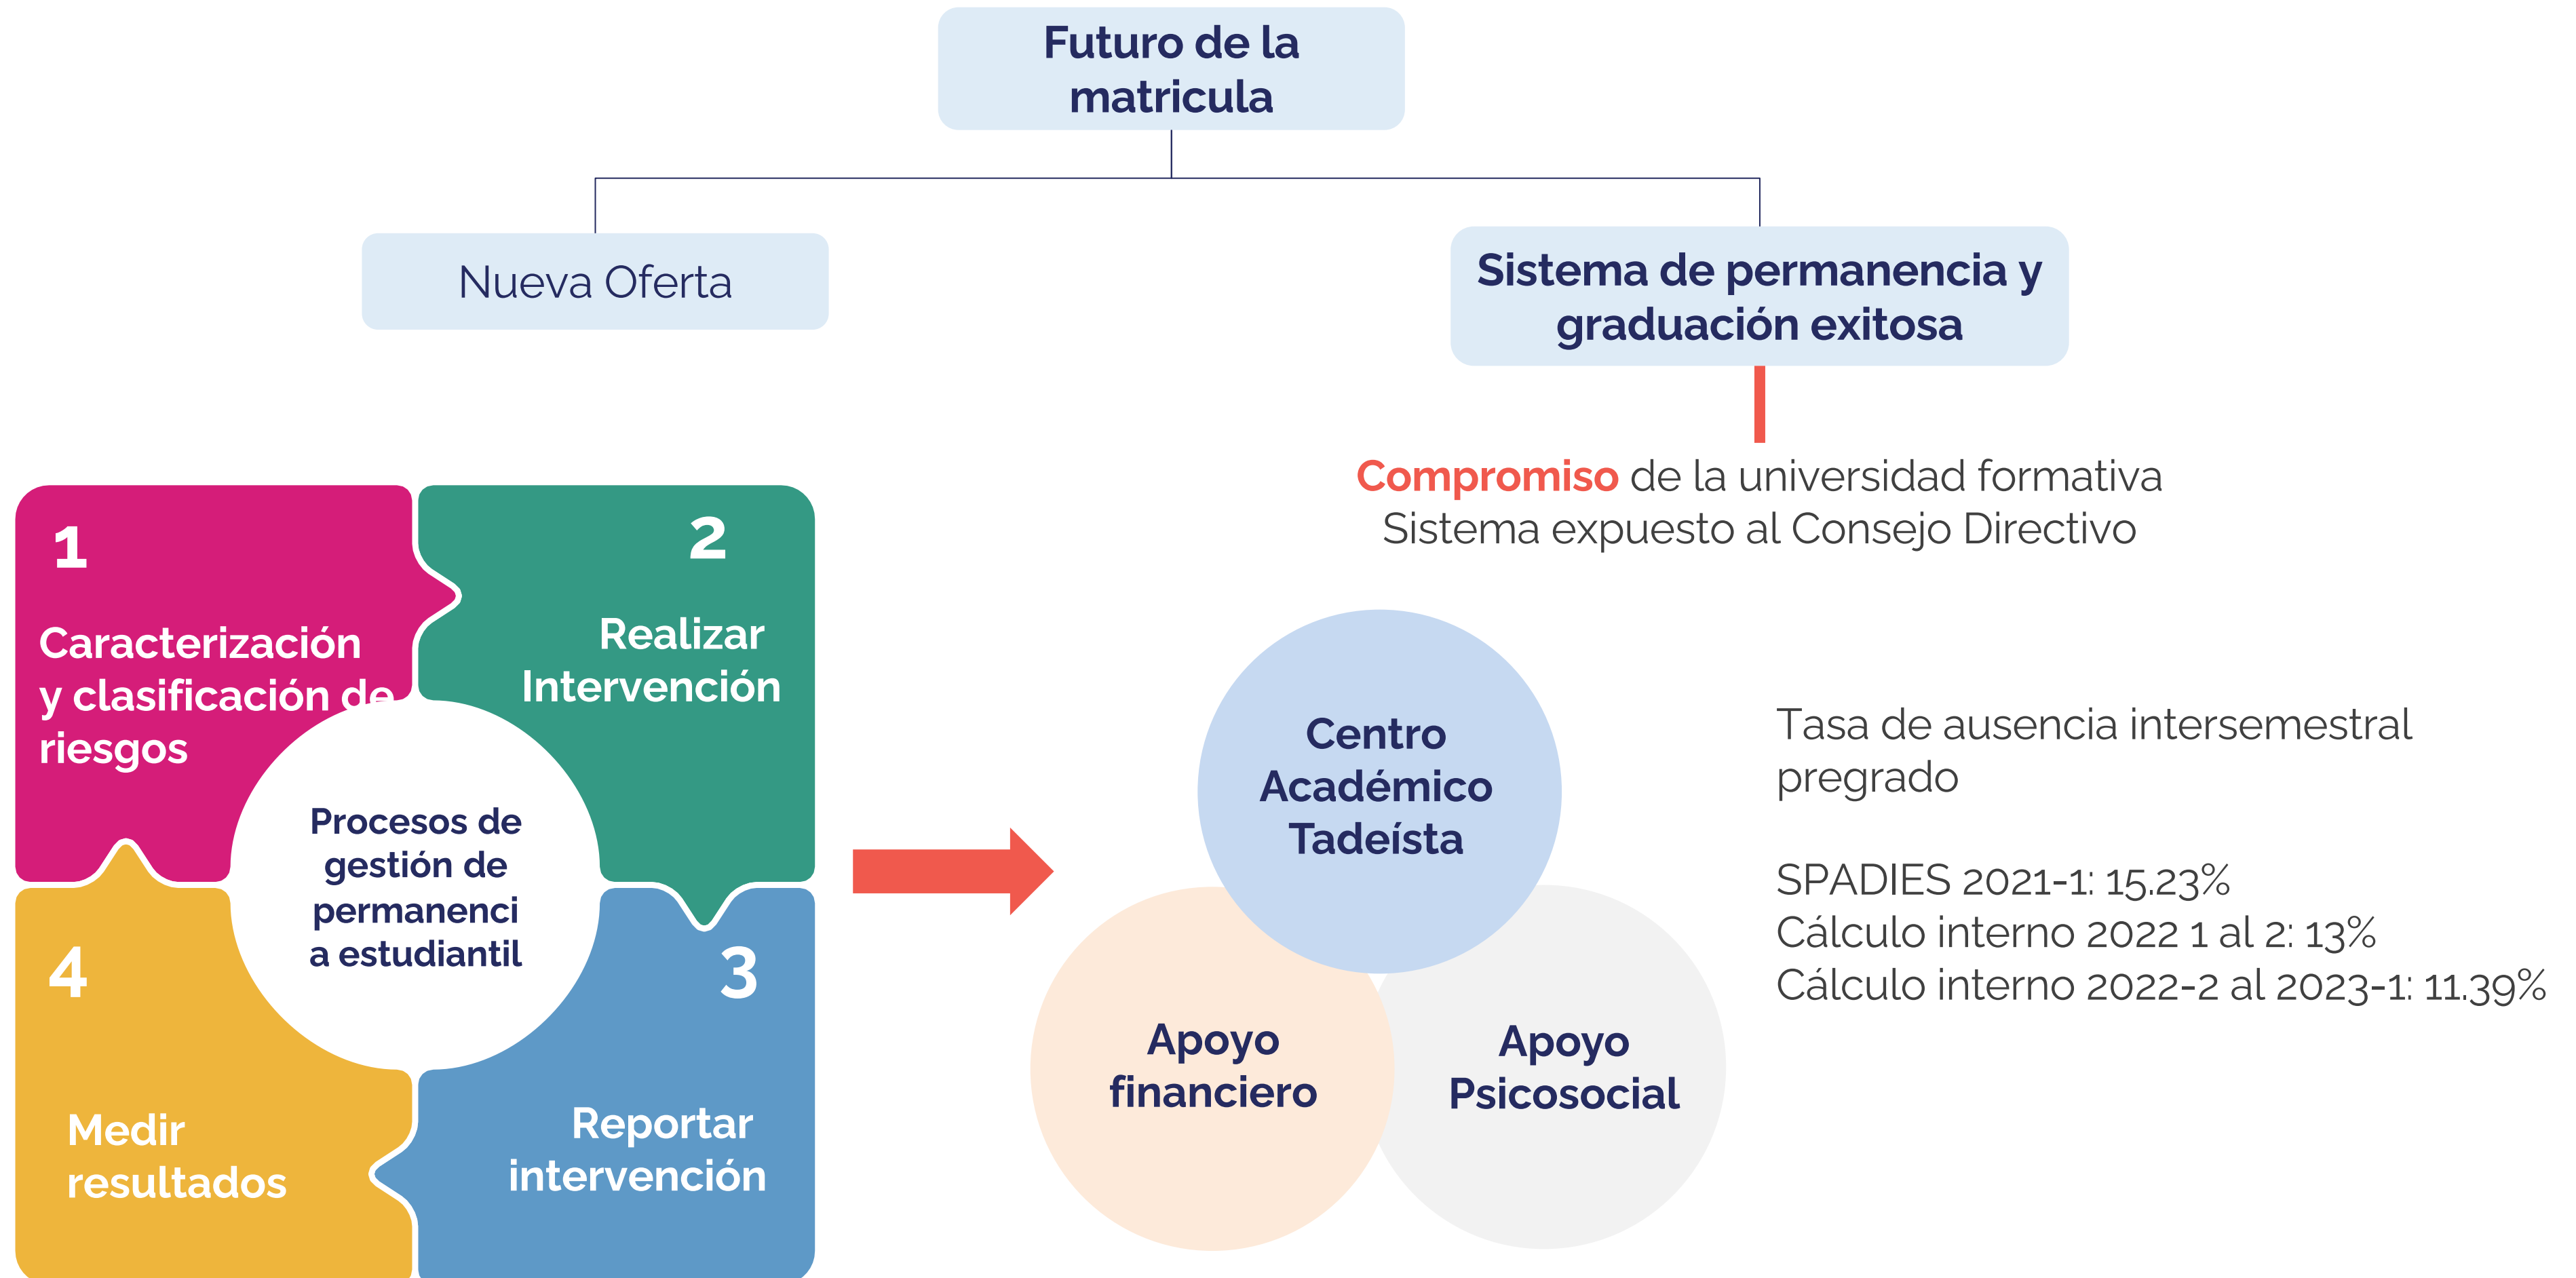 Futuro de la
matricula
Nueva Oferta
Sistema de permanencia y
graduación exitosa
Compromiso de la universidad formativa
Sistema expuesto al Consejo Directivo
1
Caracterización
y clasificación de
riesgos
2
Realizar
Intervención
Procesos de
gestión de
permanenci
a estudiantil
3
Reportar
intervención
4
Medir
resultados
Centro
Académico
Tadeísta
Apoyo
financiero
Apoyo
Psicosocial
Tasa de ausencia intersemestral
pregrado
SPADIES 2021-1: 15.23%
Cálculo interno 2022 1 al 2: 13%
Cálculo interno 2022-2 al 2023-1: 11.39%